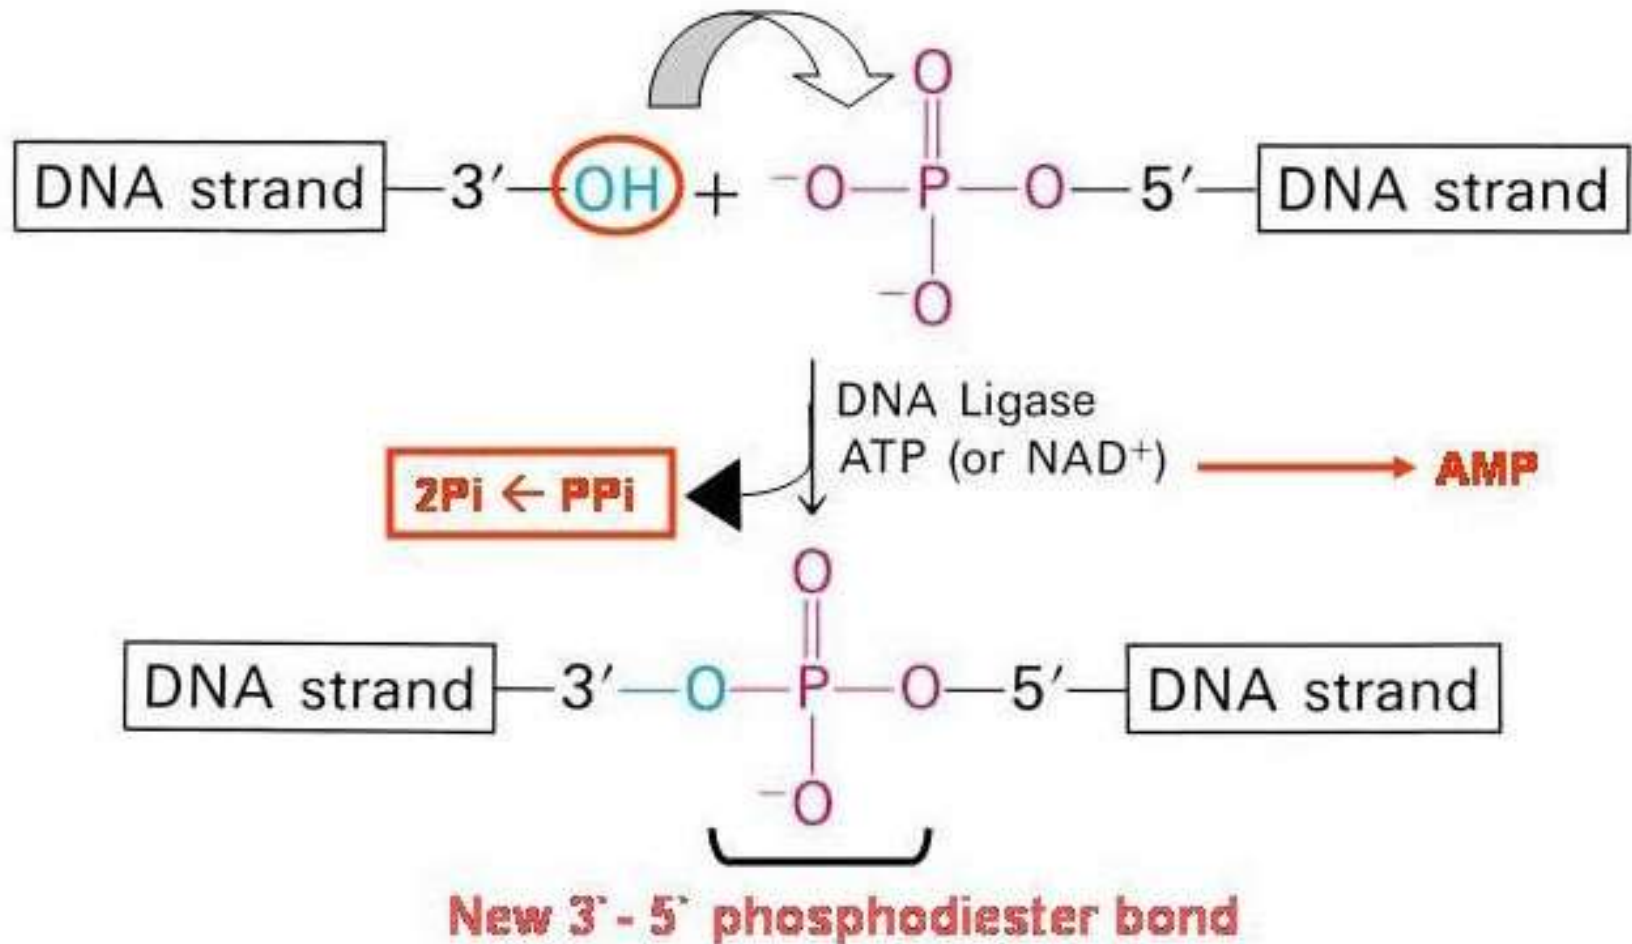 O
DNA strand 3′ OH + ⁻O P O 5′ DNA strand
⁻O
DNA Ligase
ATP (or NAD⁺) AMP
2Pi ← PPi
O
DNA strand 3′ O P O 5′ DNA strand
⁻O
New 3` - 5` phosphodiester bond